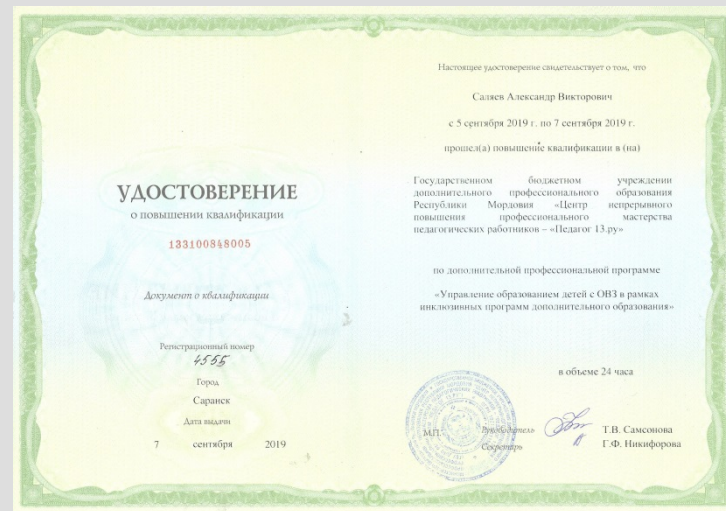 УДОСТОВЕРЕНИЕ
о повышении квалификации
133100848005
Документ о квалификации
Регистрационный номер
4555
Город
Саранск
Дата выдачи
7 сентября 2019
Настоящее удостоверение свидетельствует о том, что
Саляев Александр Викторович
с 5 сентября 2019 г. по 7 сентября 2019 г.
прошел(а) повышение квалификации в (на)
Государственном бюджетном учреждении
дополнительного профессионального образования
Республики Мордовия «Центр непрерывного
повышения профессионального мастерства
педагогических работников – «Педагог 13.ру»
по дополнительной профессиональной программе
«Управление образованием детей с ОВЗ в рамках
инклюзивных программ дополнительного образования»
в объеме 24 часа
М.П. Руководитель Т.В. Самсонова
Секретарь Г.Ф. Никифорова